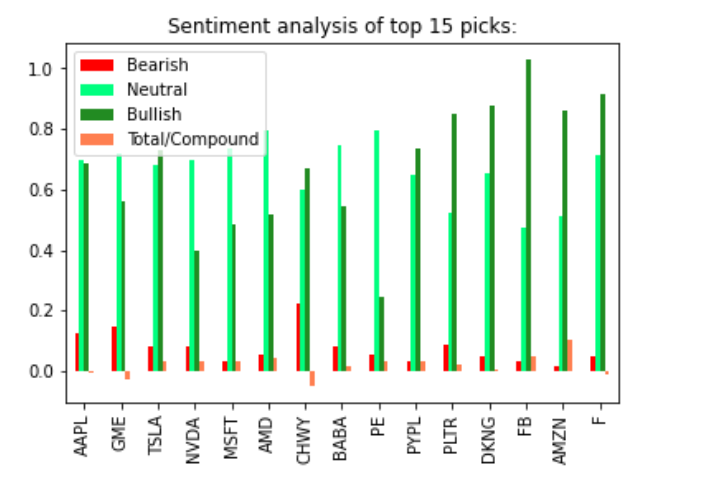 Sentiment analysis of top 15 picks:
Bearish
Neutral
Bullish
Total/Compound
1.0
0.8
0.6
0.4
0.2
0.0
AAPL
GME
TSLA
NVDA
MSFT
AMD
CHWY
BABA
PE
PYPL
PLTR
DKNG
FB
AMZN
F